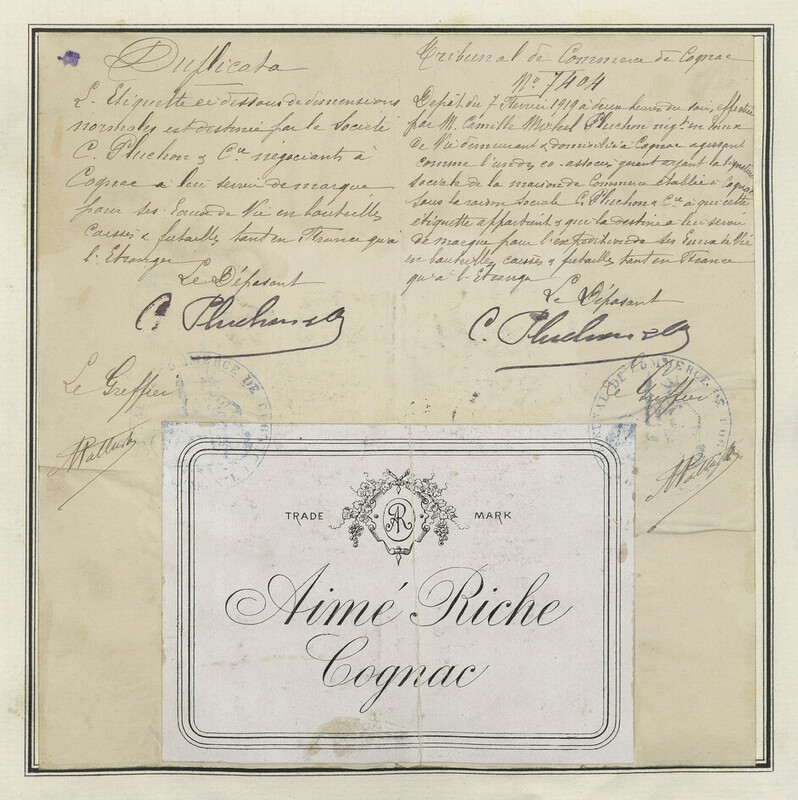 Duplicata
L'Etiquette ci dessous de dimensions
normales est destinée par la Société
C. Pluchon & Cie négociants à
Cognac à lui servir de marque
pour ses Eaux de Vie en bouteilles
caisses & futailles tant en France qu'à
l'Etranger
Le Déposant
C. Pluchon & Cie
Le Greffier
Tribunal de Commerce de Cognac
No 7404
Dépôt du 7 Février 1919 à deux heures du soir, effectué
par M. Camille Michel Pluchon négt. en Eaux
de Vie demeurant & domicilié à Cognac agissant
comme l'un des co-associés ayant la signature
sociale de la maison de Commerce établie à Cognac
sous la raison sociale C. Pluchon & Cie à qui cette
étiquette appartient & qui la destine à lui servir
de marque pour l'expédition de ses Eaux de Vie
en bouteilles caisses & futailles tant en France
qu'à l'Etranger
Le Déposant
C. Pluchon & Cie
Le Greffier
TRADE MARK
AR
Aimé Riche
Cognac